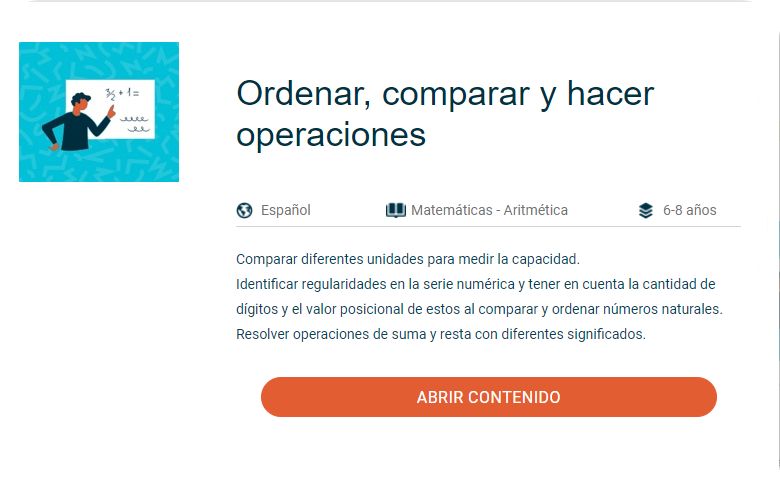 3/2 + 1 =
Ordenar, comparar y hacer
operaciones
Español
Matemáticas - Aritmética
6-8 años
Comparar diferentes unidades para medir la capacidad.
Identificar regularidades en la serie numérica y tener en cuenta la cantidad de
dígitos y el valor posicional de estos al comparar y ordenar números naturales.
Resolver operaciones de suma y resta con diferentes significados.
ABRIR CONTENIDO